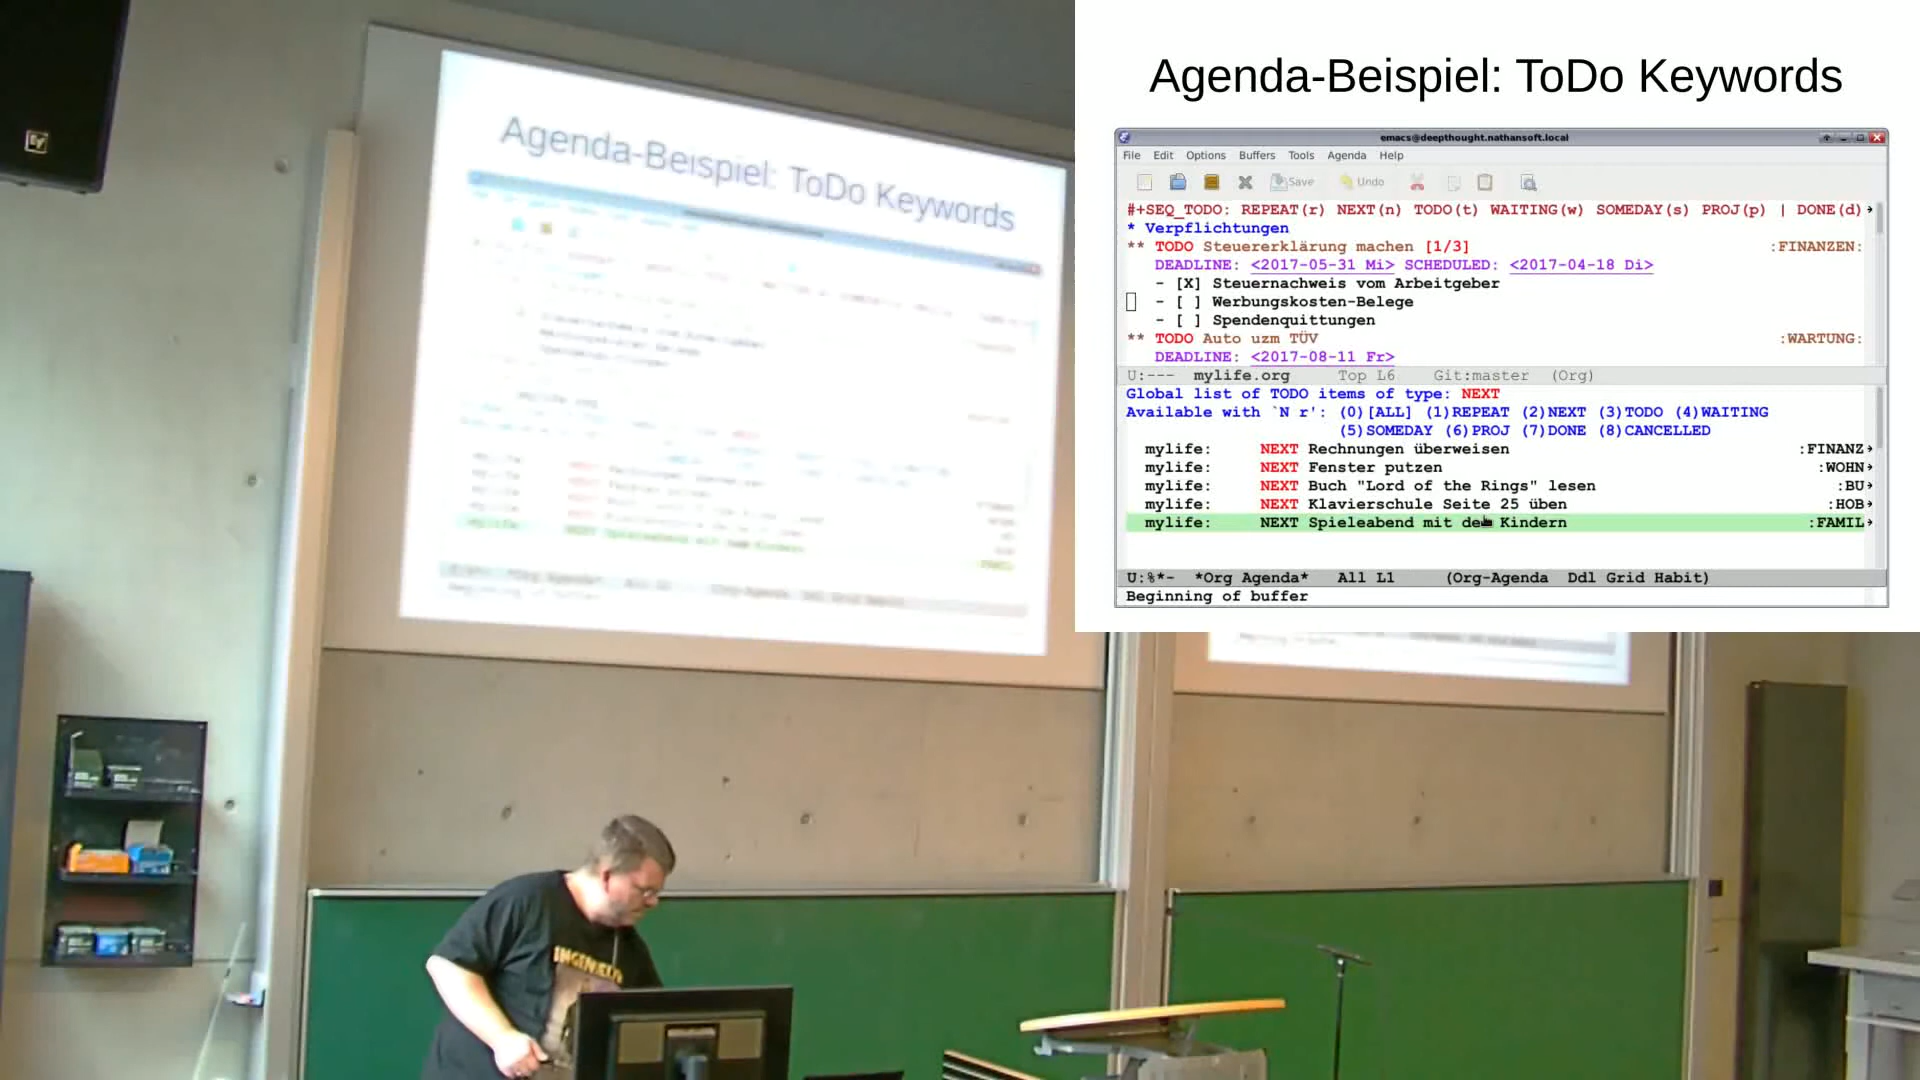 Agenda-Beispiel: ToDo Keywords
Agenda-Beispiel: ToDo Keywords
emacs@deepthought.nathansoft.local
File Edit Options Buffers Tools Agenda Help
Save Undo
#+SEQ_TODO: REPEAT(r) NEXT(n) TODO(t) WAITING(w) SOMEDAY(s) PROJ(p) | DONE(d)
* Verpflichtungen
** TODO Steuererklärung machen [1/3] :FINANZEN:
DEADLINE: <2017-05-31 Mi> SCHEDULED: <2017-04-18 Di>
- [X] Steuernachweis vom Arbeitgeber
- [ ] Werbungskosten-Belege
- [ ] Spendenquittungen
** TODO Auto uzm TÜV :WARTUNG:
DEADLINE: <2017-08-11 Fr>
U:--- mylife.org Top L6 Git:master (Org)
Global list of TODO items of type: NEXT
Available with `N r': (0)[ALL] (1)REPEAT (2)NEXT (3)TODO (4)WAITING
(5)SOMEDAY (6)PROJ (7)DONE (8)CANCELLED
mylife: NEXT Rechnungen überweisen :FINANZ
mylife: NEXT Fenster putzen :WOHN
mylife: NEXT Buch "Lord of the Rings" lesen :BU
mylife: NEXT Klavierschule Seite 25 üben :HOB
mylife: NEXT Spieleabend mit den Kindern :FAMIL
U:%*- *Org Agenda* All L1 (Org-Agenda Ddl Grid Habit)
Beginning of buffer